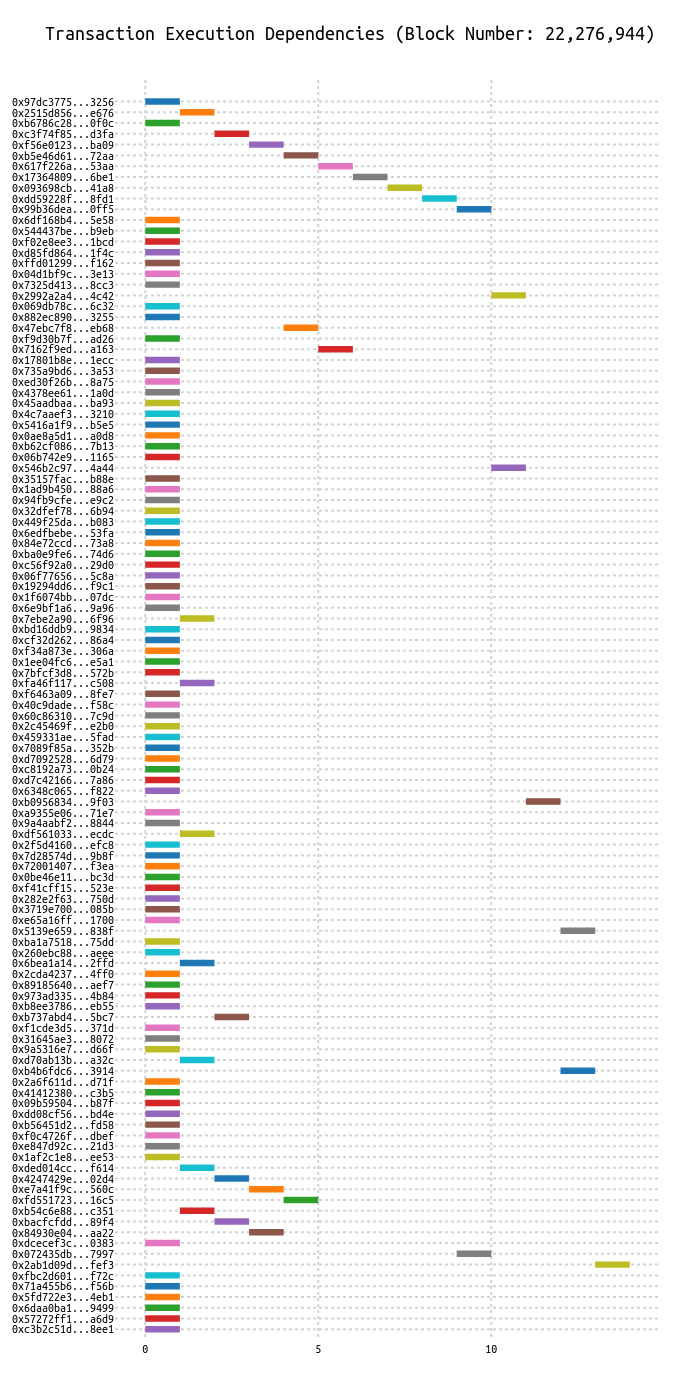 Transaction Execution Dependencies (Block Number: 22,276,944)
0x97dc3775...3256
0x2515d856...e676
0xb6786c28...0f0c
0xc3f74f85...d3fa
0xf56e0123...ba09
0xb5e46d61...72aa
0x617f226a...53aa
0x17364809...6be1
0x093698cb...41a8
0xdd59228f...8fd1
0x99b36dea...0ff5
0x6df168b4...5e58
0x544437be...b9eb
0xf02e8ee3...1bcd
0xd85fd864...1f4c
0xffd01299...f162
0x04d1bf9c...3e13
0x7325d413...8cc3
0x2992a2a4...4c42
0x069db78c...6c32
0x882ec890...3255
0x47ebc7f8...eb68
0xf9d30b7f...ad26
0x7162f9ed...a163
0x17801b8e...1ecc
0x735a9bd6...3a53
0xed30f26b...8a75
0x4378ee61...1a0d
0x45aadbaa...ba93
0x4c7aaef3...3210
0x5416a1f9...b5e5
0x0ae8a5d1...a0d8
0xb62cf086...7b13
0x06b742e9...1165
0x546b2c97...4a44
0x35157fac...b88e
0x1ad9b450...88a6
0x94fb9cfe...e9c2
0x32dfef78...6b94
0x449f25da...b083
0x6edfbebe...53fa
0x84e72ccd...73a8
0xba0e9fe6...74d6
0xc56f92a0...29d0
0x06f77656...5c8a
0x19294dd6...f9c1
0x1f6074bb...07dc
0x6e9bf1a6...9a96
0x7ebe2a90...6f96
0xbd16ddb9...9834
0xcf32d262...86a4
0xf34a873e...306a
0x1ee04fc6...e5a1
0x7bfcf3d8...572b
0xfa46f117...c508
0xf6463a09...8fe7
0x40c9dade...f58c
0x60c86310...7c9d
0x2c45469f...e2b0
0x459331ae...5fad
0x7089f85a...352b
0xd7092528...6d79
0xc8192a73...0b24
0xd7c42166...7a86
0x6348c065...f822
0xb0956834...9f03
0xa9355e06...71e7
0x9a4aabf2...8844
0xdf561033...ecdc
0x2f5d4160...efc8
0x7d28574d...9b8f
0x72001407...f3ea
0x0be46e11...bc3d
0xf41cff15...523e
0x282e2f63...750d
0x3719e700...085b
0xe65a16ff...1700
0x5139e659...838f
0xba1a7518...75dd
0x260ebc88...aeee
0x6bea1a14...2ffd
0x2cda4237...4ff0
0x89185640...aef7
0x973ad335...4b84
0xb8ee3786...eb55
0xb737abd4...5bc7
0xf1cde3d5...371d
0x31645ae3...8072
0x9a5316e7...d66f
0xd70ab13b...a32c
0xb4b6fdc6...3914
0x2a6f611d...d71f
0x41412380...c3b5
0x09b59504...b87f
0xdd08cf56...bd4e
0xb56451d2...fd58
0xf0c4726f...dbef
0xe847d92c...21d3
0x1af2c1e8...ee53
0xded014cc...f614
0x4247429e...02d4
0xe7a41f9c...560c
0xfd551723...16c5
0xb54c6e88...c351
0xbacfcfdd...89f4
0x84930e04...aa22
0xdcecef3c...0383
0x072435db...7997
0x2ab1d09d...fef3
0xfbc2d601...f72c
0x71a455b6...f56b
0x5fd722e3...4eb1
0x6daa0ba1...9499
0x57272ff1...a6d9
0xc3b2c51d...8ee1
0 5 10